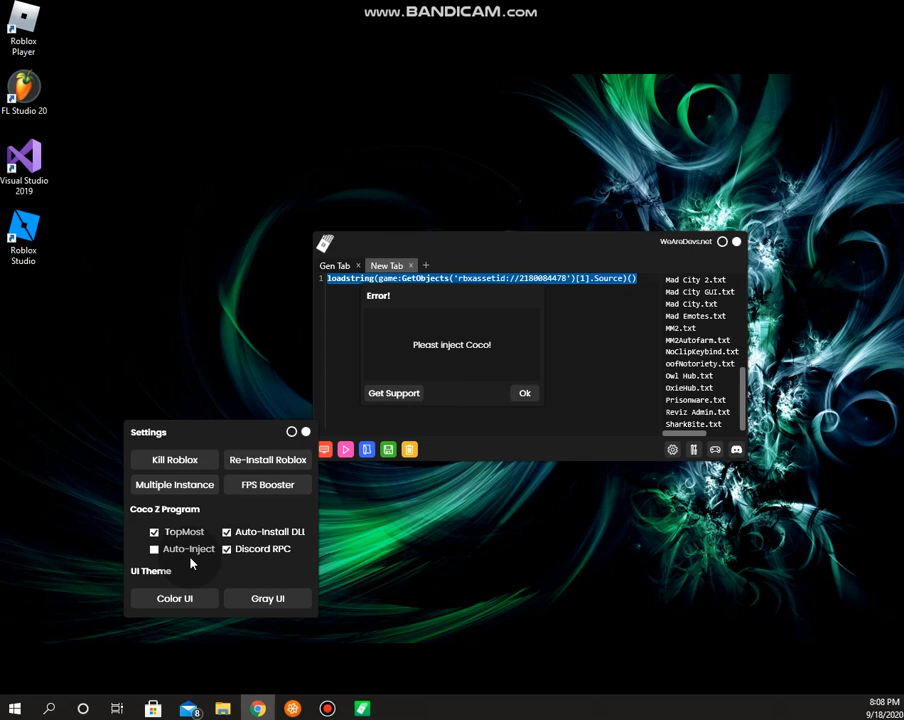 www.BANDICAM.com
Roblox
Player
FL Studio 20
Visual Studio
2019
Roblox
Studio
WeAreDevs.net
Gen Tab
New Tab
1 loadstring(game:GetObjects('rbxassetid://2180084478')[1].Source)()
Error!
Pleast inject Coco!
Get Support
Ok
Mad City 2.txt
Mad City GUI.txt
Mad City.txt
Mad Emotes.txt
MM2.txt
MM2Autofarm.txt
NoClipKeybind.txt
oofNotoriety.txt
Owl Hub.txt
OxieHub.txt
Prisonware.txt
Reviz Admin.txt
SharkBite.txt
Settings
Kill Roblox Re-Install Roblox
Multiple Instance FPS Booster
Coco Z Program
TopMost Auto-Install DLL
Auto-Inject Discord RPC
UI Theme
Color UI Gray UI
8
8:08 PM
9/18/2020